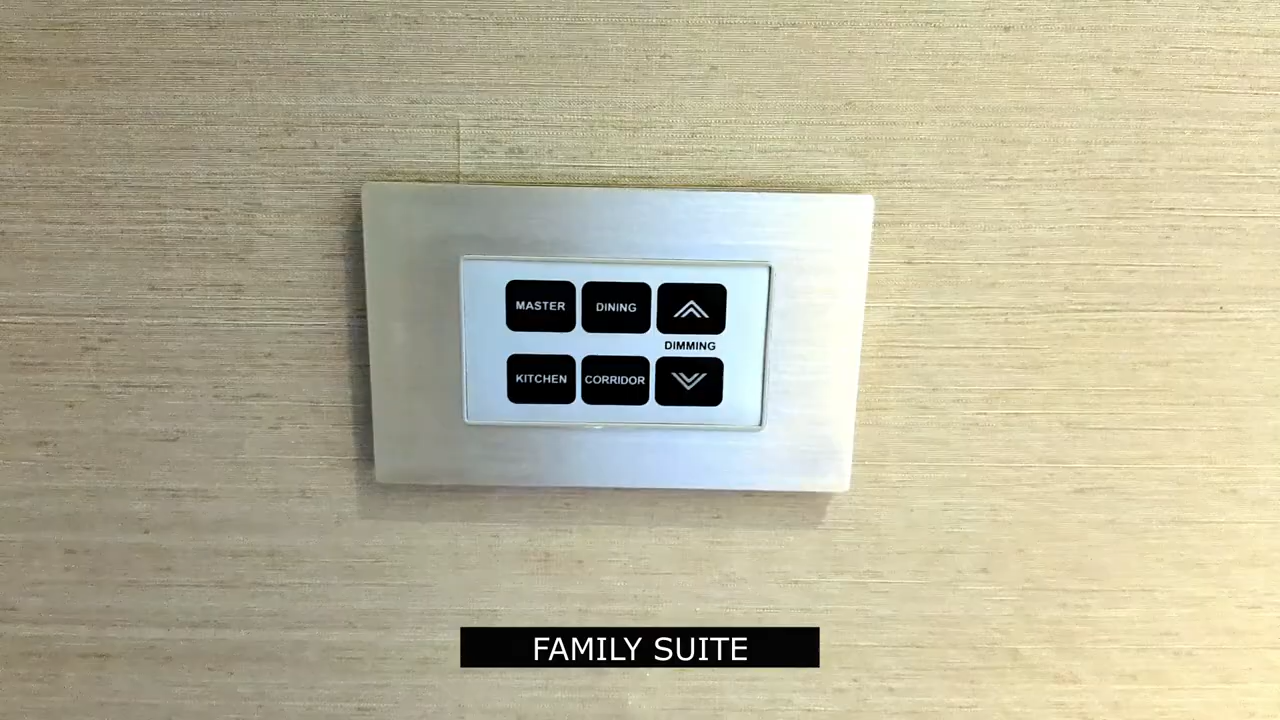 MASTER
DINING
DIMMING
KITCHEN
CORRIDOR
FAMILY SUITE